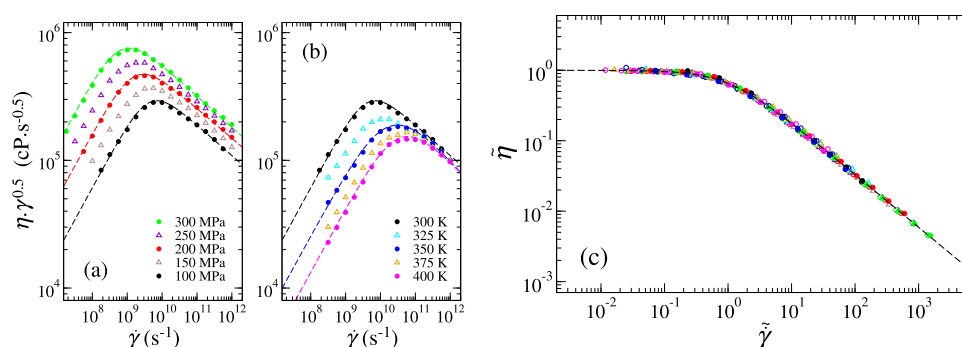 η·γ^0.5 (cP·s^-0.5)
10^6
10^5
10^4
(a)
300 MPa
250 MPa
200 MPa
150 MPa
100 MPa
10^8 10^9 10^10 10^11 10^12
γ̇ (s^-1)
10^6
10^5
10^4
(b)
300 K
325 K
350 K
375 K
400 K
10^8 10^9 10^10 10^11 10^12
γ̇ (s^-1)
η̃
10^0
10^-1
10^-2
10^-3
(c)
10^-2 10^-1 10^0 10^1 10^2 10^3
γ̇̃